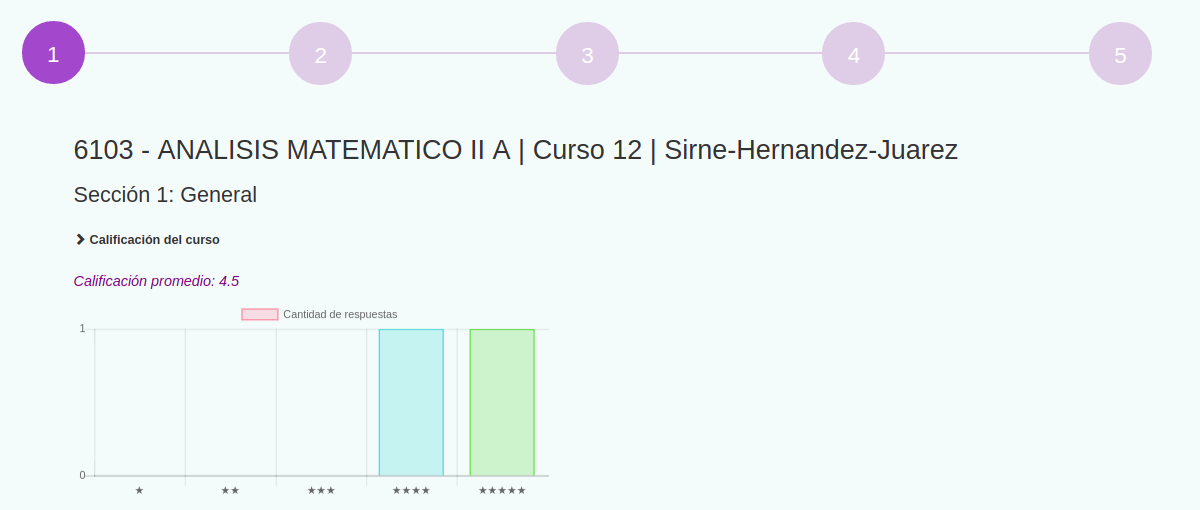 1 2 3 4 5
6103 - ANALISIS MATEMATICO II A | Curso 12 | Sirne-Hernandez-Juarez
Sección 1: General
Calificación del curso
Calificación promedio: 4.5
Cantidad de respuestas
1
0
★ ★★ ★★★ ★★★★ ★★★★★